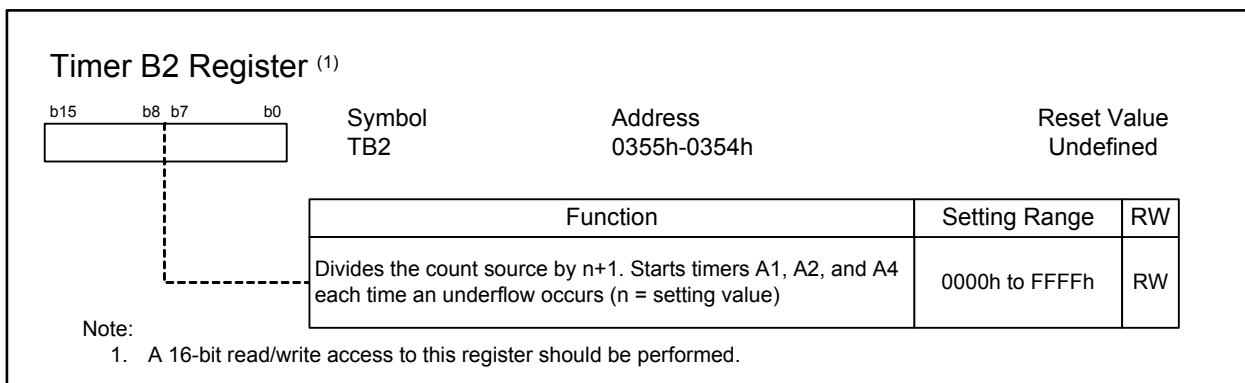 Timer B2 Register (1)
b15 b8 b7 b0
Symbol Address Reset Value
TB2 0355h-0354h Undefined
Function Setting Range RW
Divides the count source by n+1. Starts timers A1, A2, and A4
each time an underflow occurs (n = setting value)
0000h to FFFFh RW
Note:
1. A 16-bit read/write access to this register should be performed.